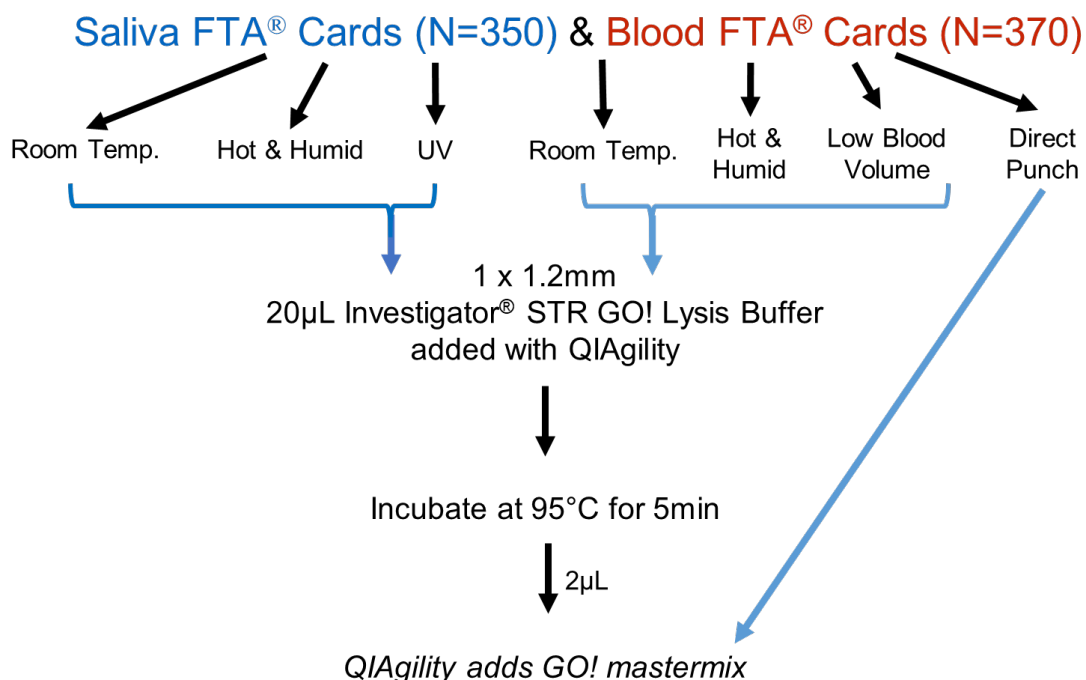 Saliva FTA® Cards (N=350) & Blood FTA® Cards (N=370)
Room Temp.
Hot & Humid
UV
Room Temp.
Hot &
Humid
Low Blood
Volume
Direct
Punch
1 x 1.2mm
20µL Investigator® STR GO! Lysis Buffer
added with QIAgility
Incubate at 95°C for 5min
2µL
QIAgility adds GO! mastermix